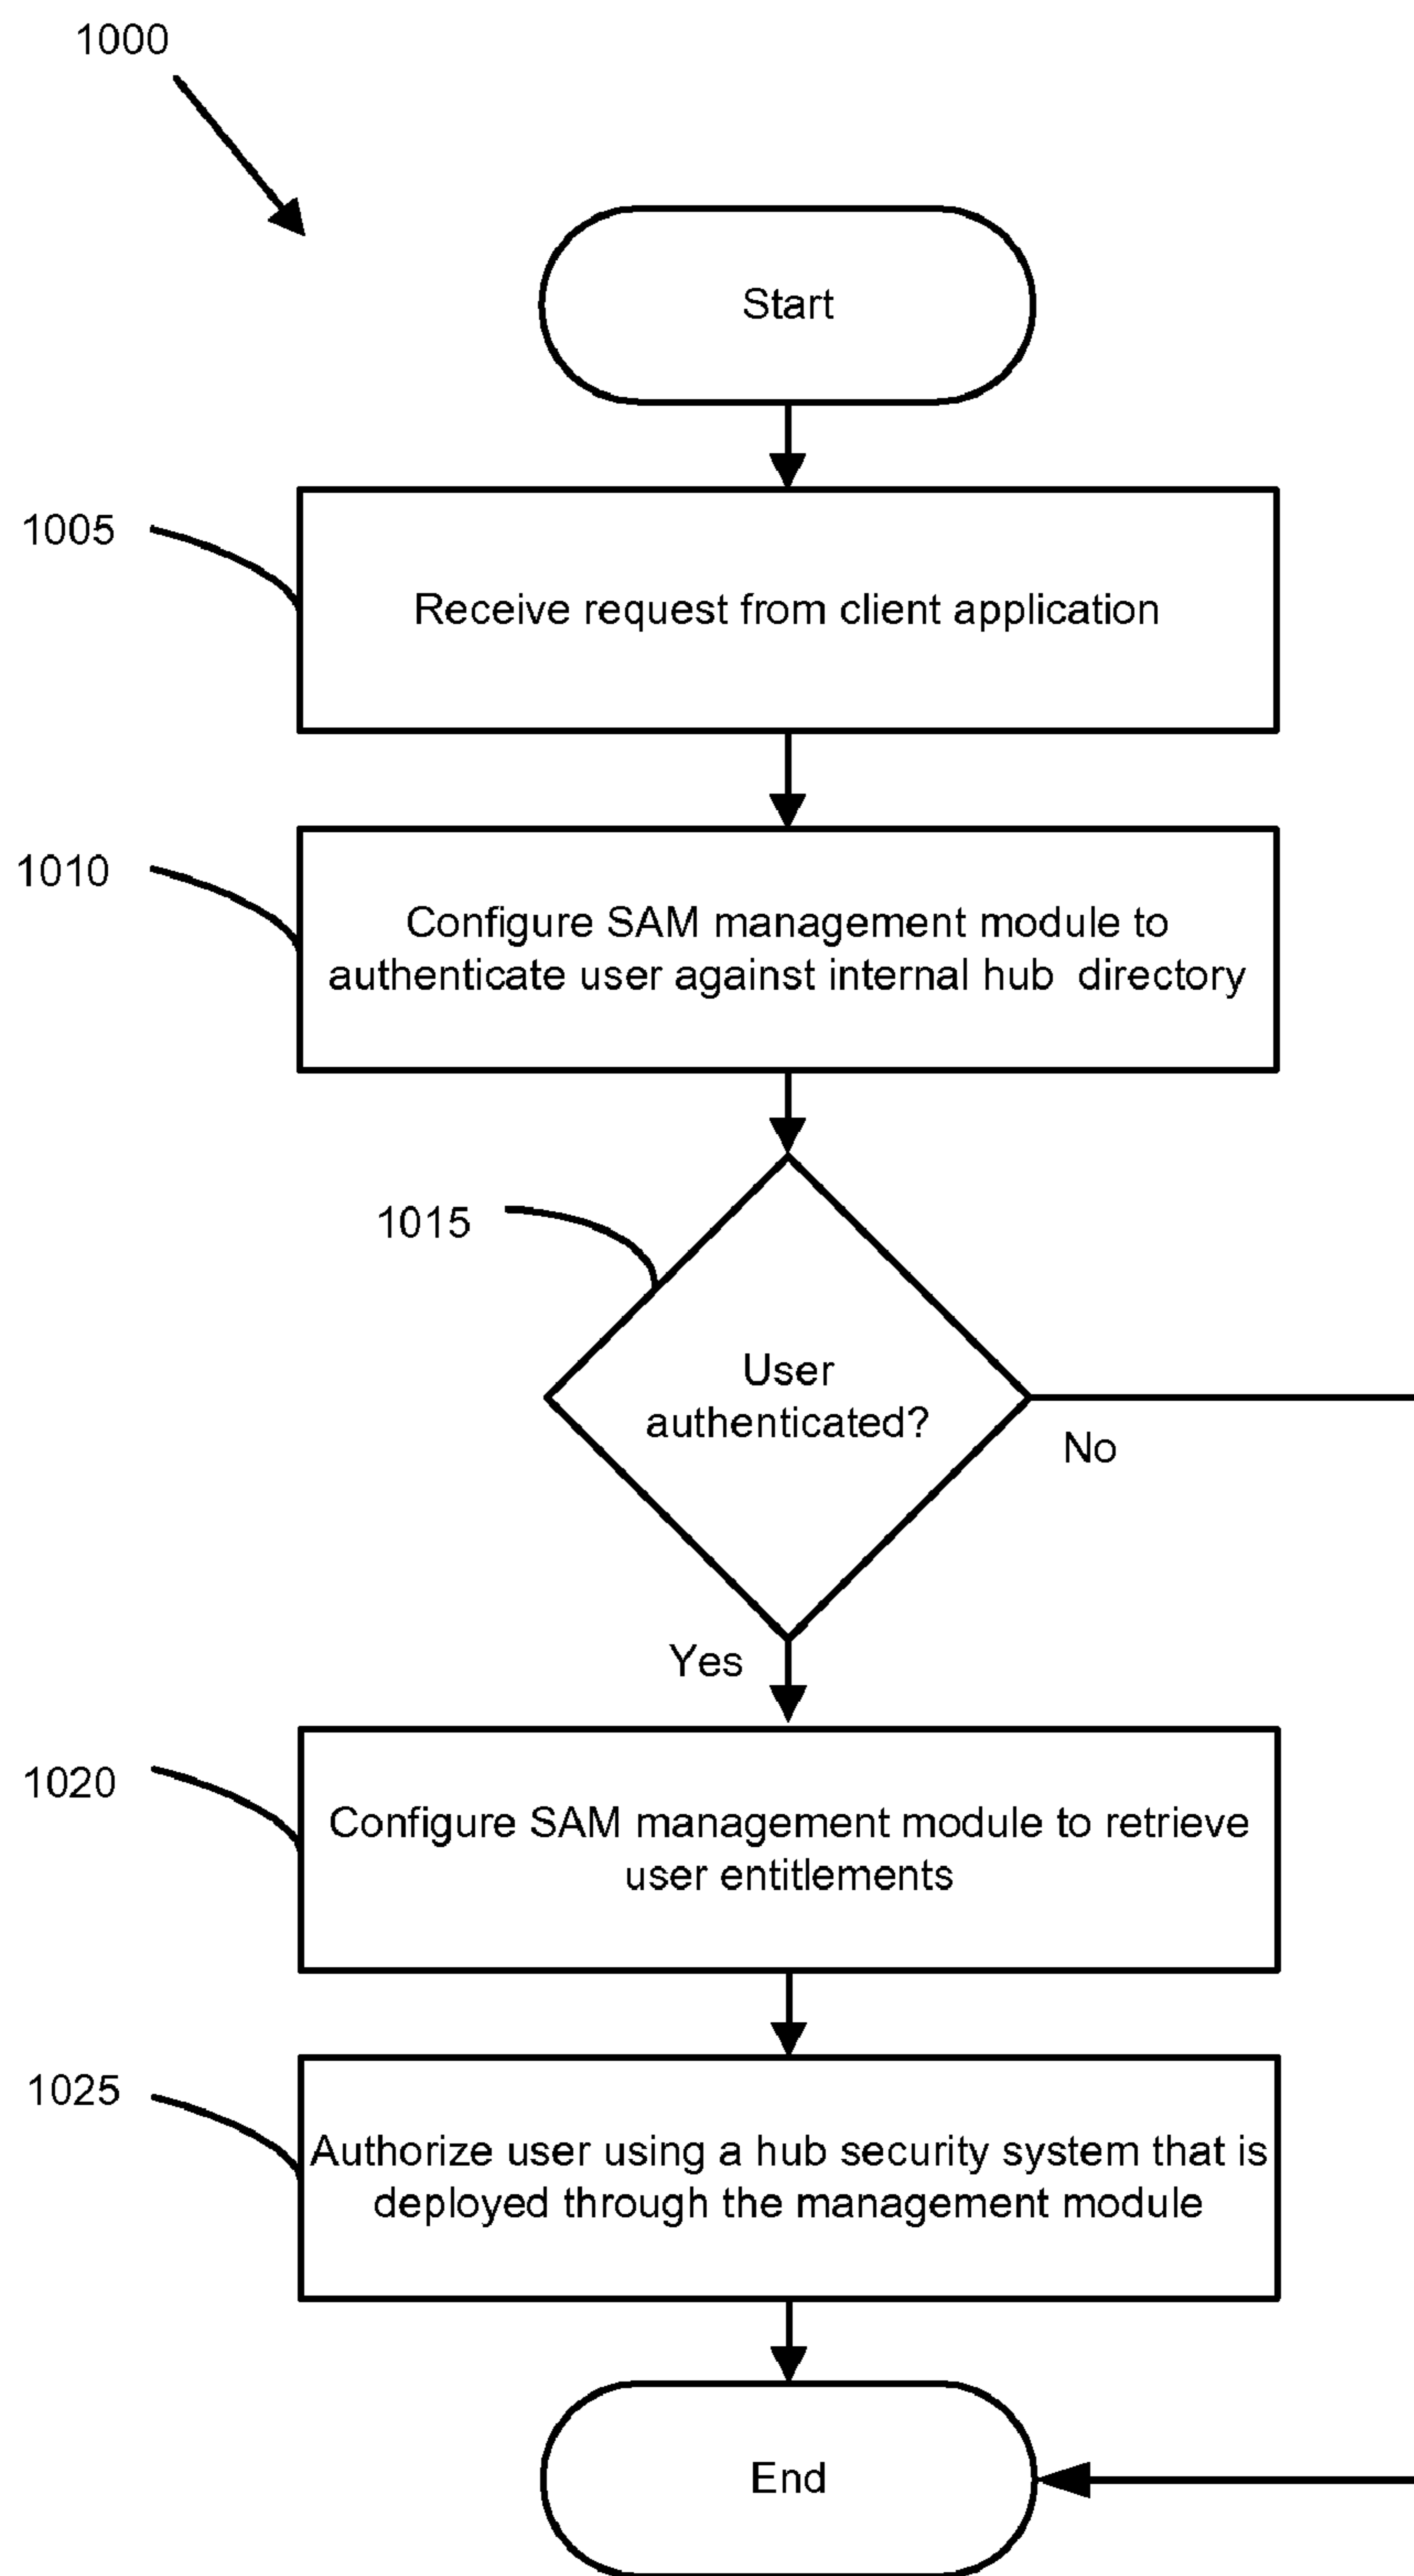 1000
Start
1005
Receive request from client application
1010
Configure SAM management module to
authenticate user against internal hub directory
1015
User
authenticated?
No
Yes
1020
Configure SAM management module to retrieve
user entitlements
1025
Authorize user using a hub security system that is
deployed through the management module
End